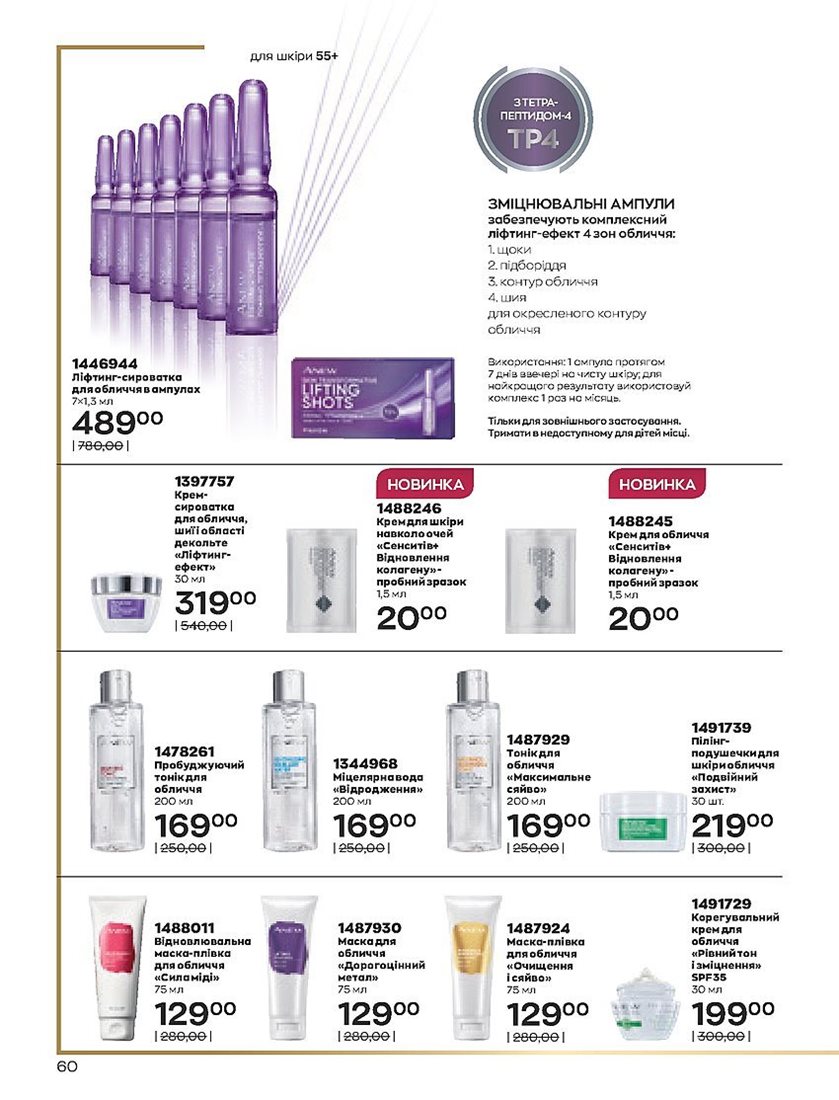 для шкіри 55+
З ТЕТРА-
ПЕПТИДОМ-4
TP4
ЗМІЦНЮВАЛЬНІ АМПУЛИ
забезпечують комплексний
ліфтинг-ефект 4 зон обличчя:
1. щоки
2. підборіддя
3. контур обличчя
4. шия
для окресленого контуру
обличчя
Використання: 1 ампула протягом
7 днів ввечері на чисту шкіру; для
найкращого результату використовуй
комплекс 1 раз на місяць.
Тільки для зовнішнього застосування.
Тримати в недоступному для дітей місці.
1446944
Ліфтинг-сироватка
для обличчя в ампулах
7×1,3 мл
489 00
| 780,00 |
ANEW
LIFTING
SHOTS
1397757
Крем-
сироватка
для обличчя,
шиї і області
декольте
«Ліфтинг-
ефект»
30 мл
319 00
| 540,00 |
НОВИНКА
1488246
Крем для шкіри
навколо очей
«Сенситів+
Відновлення
колагену» -
пробний зразок
1,5 мл
20 00
НОВИНКА
1488245
Крем для обличчя
«Сенситів+
Відновлення
колагену» -
пробний зразок
1,5 мл
20 00
1478261
Пробуджуючий
тонік для
обличчя
200 мл
169 00
| 250,00 |
1344968
Міцелярна вода
«Відродження»
200 мл
169 00
| 250,00 |
1487929
Тонік для
обличчя
«Максимальне
сяйво»
200 мл
169 00
| 250,00 |
1491739
Пілінг-
подушечки для
шкіри обличчя
«Подвійний
захист»
30 шт.
219 00
| 300,00 |
1488011
Відновлювальна
маска-плівка
для обличчя
«Сила міді»
75 мл
129 00
| 280,00 |
1487930
Маска для
обличчя
«Дорогоцінний
метал»
75 мл
129 00
| 280,00 |
1487924
Маска-плівка
для обличчя
«Очищення
і сяйво»
75 мл
129 00
| 280,00 |
1491729
Корегувальний
крем для
обличчя
«Рівний тон
і зміцнення»
SPF35
30 мл
199 00
| 300,00 |
60